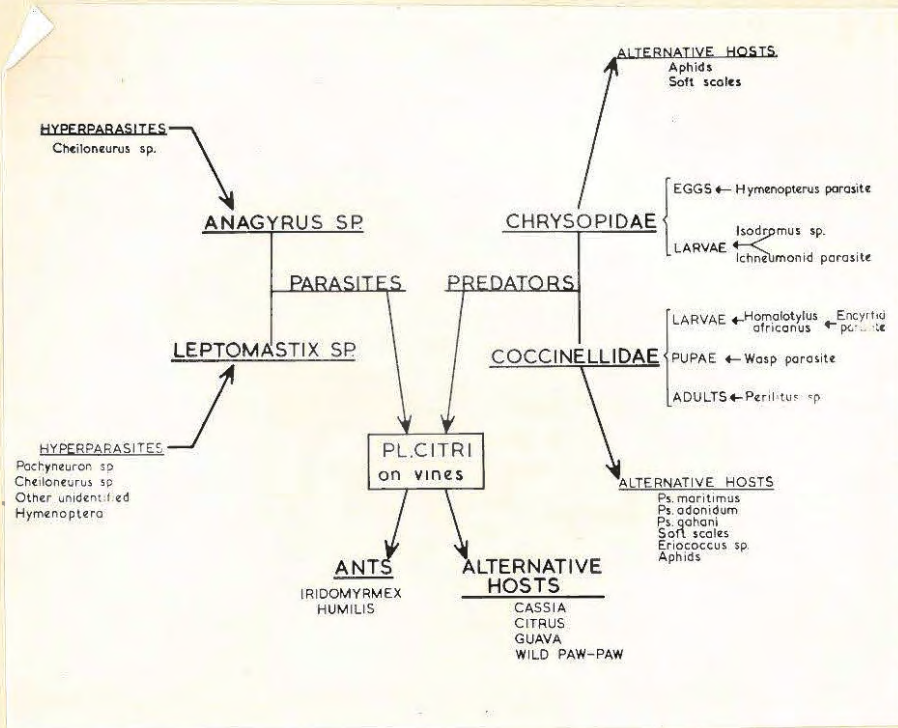 ALTERNATIVE HOSTS
Aphids
Soft scales
HYPERPARASITES
Cheiloneurus sp.
ANAGYRUS SP.
CHRYSOPIDAE
EGGS Hymenopterus parasite
Isodromus sp.
LARVAE
Ichneumonid parasite
PARASITES
PREDATORS
LEPTOMASTIX SP.
COCCINELLIDAE
LARVAE Homalotylus africanus Encyrtid
PUPAE Wasp parasite
ADULTS Perilitus sp
HYPERPARASITES
Pachyneuron sp
Cheiloneurus sp
Other unidentified
Hymenoptera
PL.CITRI
on vines
ALTERNATIVE HOSTS
Ps. maritimus
Ps. adonidum
Ps. gahani
Soft scales
Eriococcus sp.
Aphids
ANTS
IRIDOMYRMEX
HUMILIS
ALTERNATIVE
HOSTS
CASSIA
CITRUS
GUAVA
WILD PAW-PAW